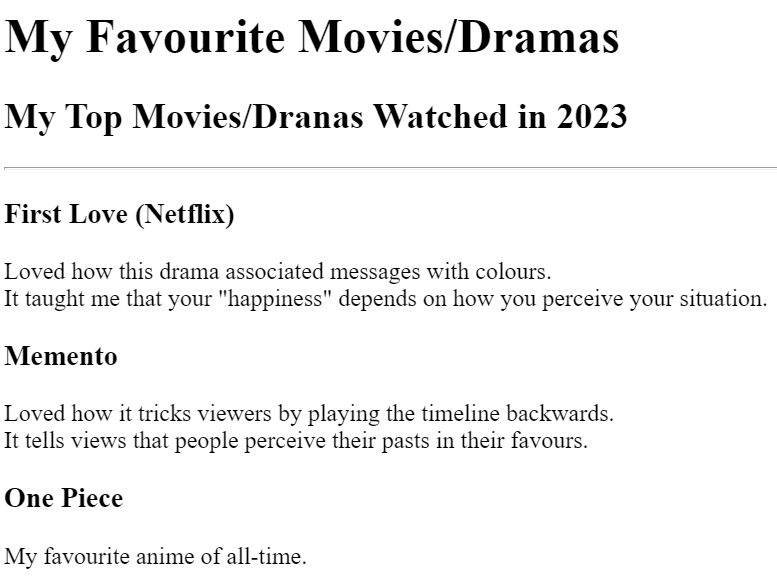 My Favourite Movies/Dramas
My Top Movies/Dranas Watched in 2023
First Love (Netflix)
Loved how this drama associated messages with colours.
It taught me that your "happiness" depends on how you perceive your situation.
Memento
Loved how it tricks viewers by playing the timeline backwards.
It tells views that people perceive their pasts in their favours.
One Piece
My favourite anime of all-time.